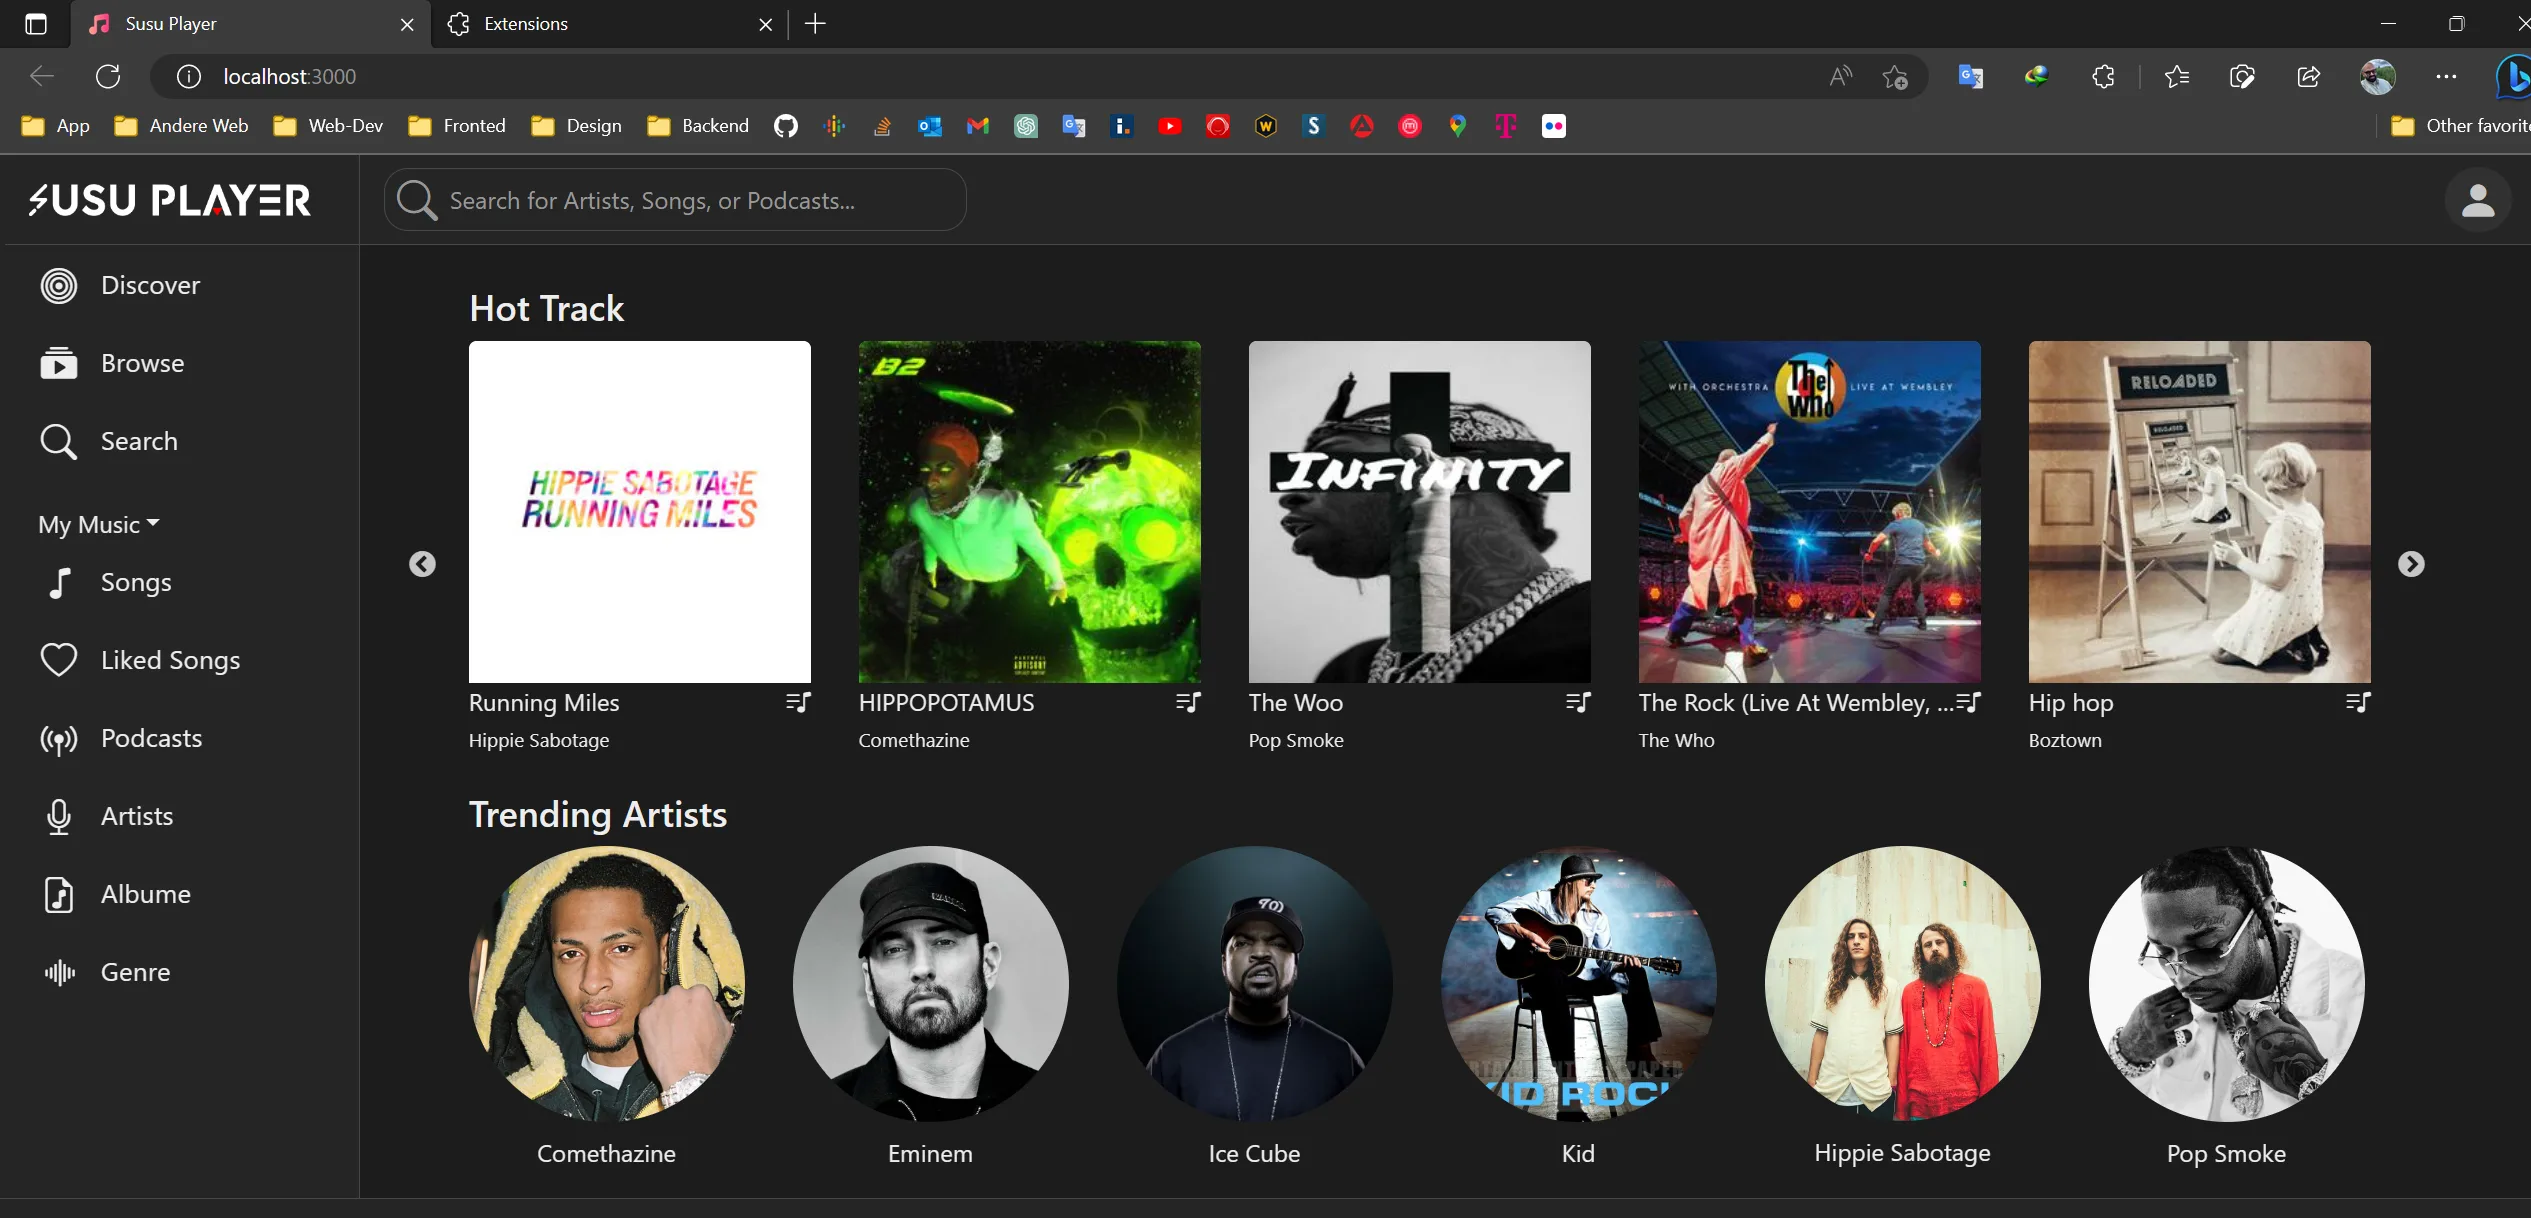 Susu Player
Extensions
localhost:3000
App
Andere Web
Web-Dev
Fronted
Design
Backend
Other favorit
SUSU PLAYER
Search for Artists, Songs, or Podcasts...
Discover
Browse
Search
My Music
Songs
Liked Songs
Podcasts
Artists
Albume
Genre
Hot Track
HIPPIE SABOTAGE
RUNNING MILES
B2
ADVISORY
INFINITY
WITH ORCHESTRA
The Who
LIVE AT WEMBLEY
RELOADED
RELOADED
Running Miles
Hippie Sabotage
HIPPOPOTAMUS
Comethazine
The Woo
Pop Smoke
The Rock (Live At Wembley, ...
The Who
Hip hop
Boztown
Trending Artists
KID ROCK
Comethazine
Eminem
Ice Cube
Kid
Hippie Sabotage
Pop Smoke